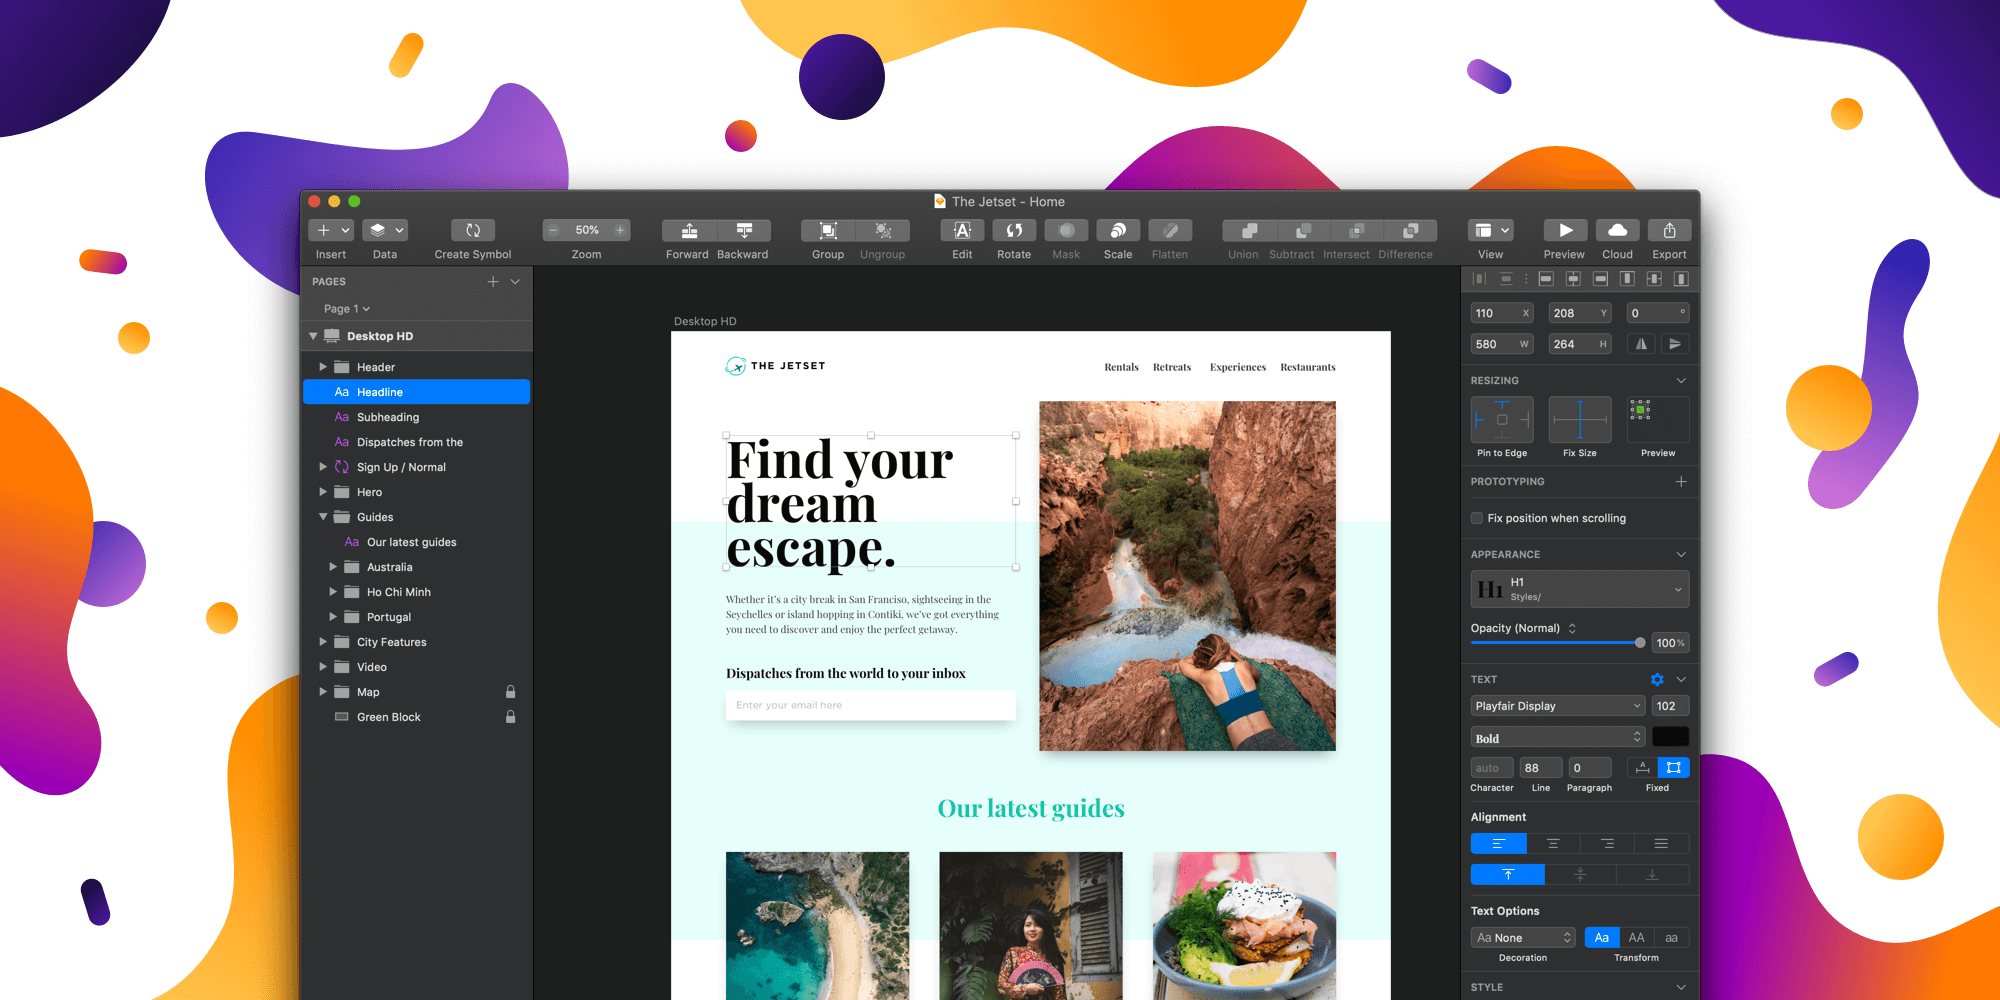 The Jetset - Home
Insert
Data
Create Symbol
50%
Zoom
Forward
Backward
Group
Ungroup
A
Edit
Rotate
Mask
Scale
Flatten
Union
Subtract
Intersect
Difference
View
Preview
Cloud
Export
PAGES
Page 1
Desktop HD
Header
Aa Headline
Aa Subheading
Aa Dispatches from the
Sign Up / Normal
Hero
Guides
Aa Our latest guides
Australia
Ho Chi Minh
Portugal
City Features
Video
Map
Green Block
Desktop HD
THE JETSET
Rentals
Retreats
Experiences
Restaurants
Find your
dream
escape.
Whether it's a city break in San Franciso, sightseeing in the
Seychelles or island hopping in Contiki, we've got everything
you need to discover and enjoy the perfect getaway.
Dispatches from the world to your inbox
Enter your email here
Our latest guides
110 X
208 Y
0 °
580 W
264 H
RESIZING
Pin to Edge
Fix Size
Preview
PROTOTYPING
Fix position when scrolling
APPEARANCE
H1
H1
Styles/
Opacity (Normal)
100%
TEXT
Playfair Display
102
Bold
auto
88
0
A
Character
Line
Paragraph
Fixed
Alignment
Text Options
Aa None
Aa
AA
aa
Decoration
Transform
STYLE